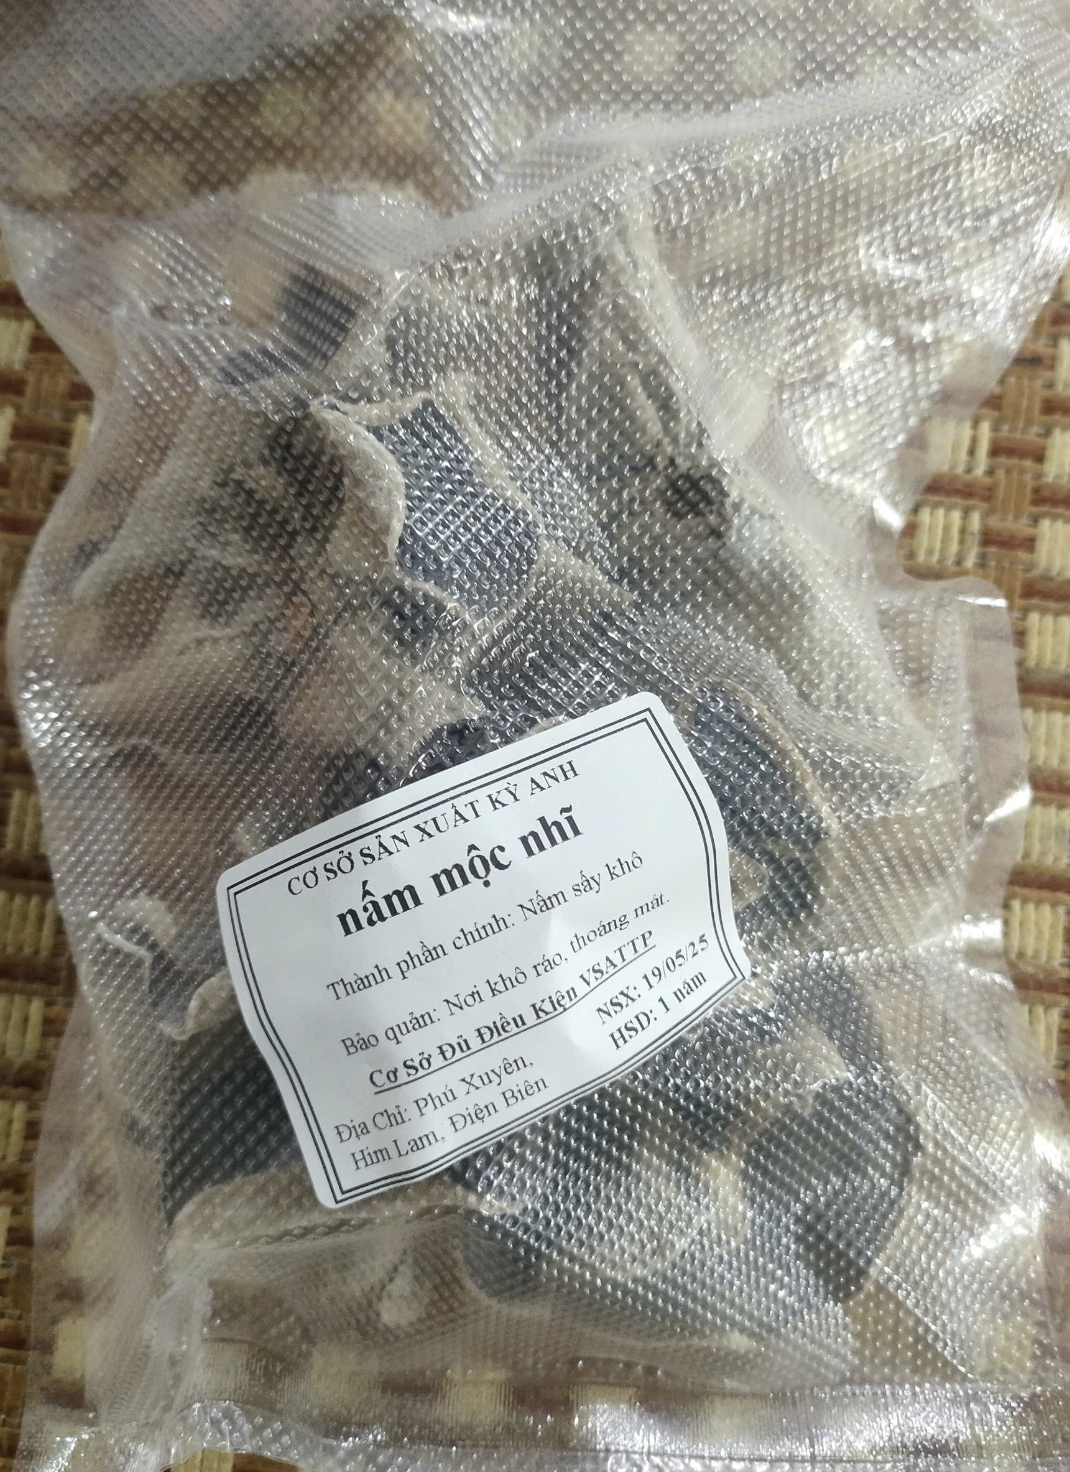 CƠ SỞ SẢN XUẤT KỲ ANH
nấm mộc nhĩ
Thành phần chính: Nấm sấy khô
Bảo quản: Nơi khô ráo, thoáng mát.
Cơ Sở Đủ Điều Kiện VSATTP
Địa Chỉ: Phú Xuyên,
Him Lam, Điện Biên
NSX: 19/05/25
HSD: 1 năm